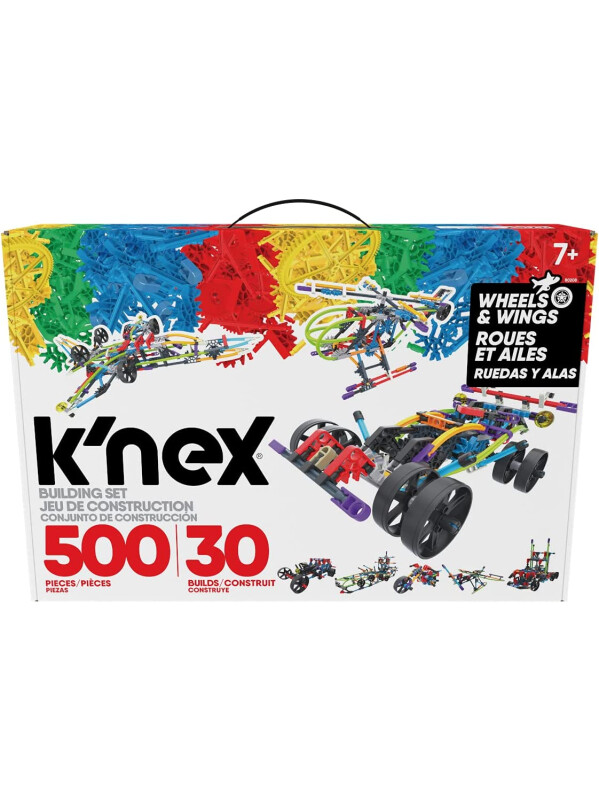 7+
WHEELS
& WINGS
ROUES
ET AILES
RUEDAS Y ALAS
k'nex®
BUILDING SET
JEU DE CONSTRUCTION
CONJUNTO DE CONSTRUCCIÓN
500 30
PIECES/PIÈCES BUILDS/CONSTRUIT
PIEZAS CONSTRUYE